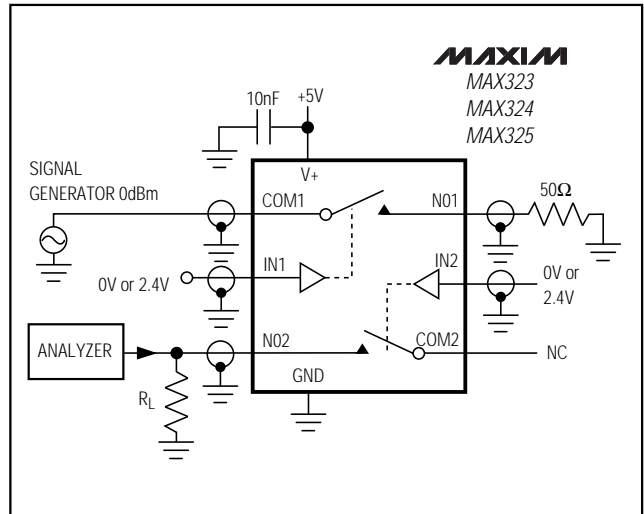 MAXIM
MAX323
MAX324
MAX325
10nF
+5V
V+
SIGNAL
GENERATOR 0dBm
COM1
N01
50Ω
IN1
IN2
0V or 2.4V
0V or
2.4V
ANALYZER
N02
COM2
NC
RL
GND